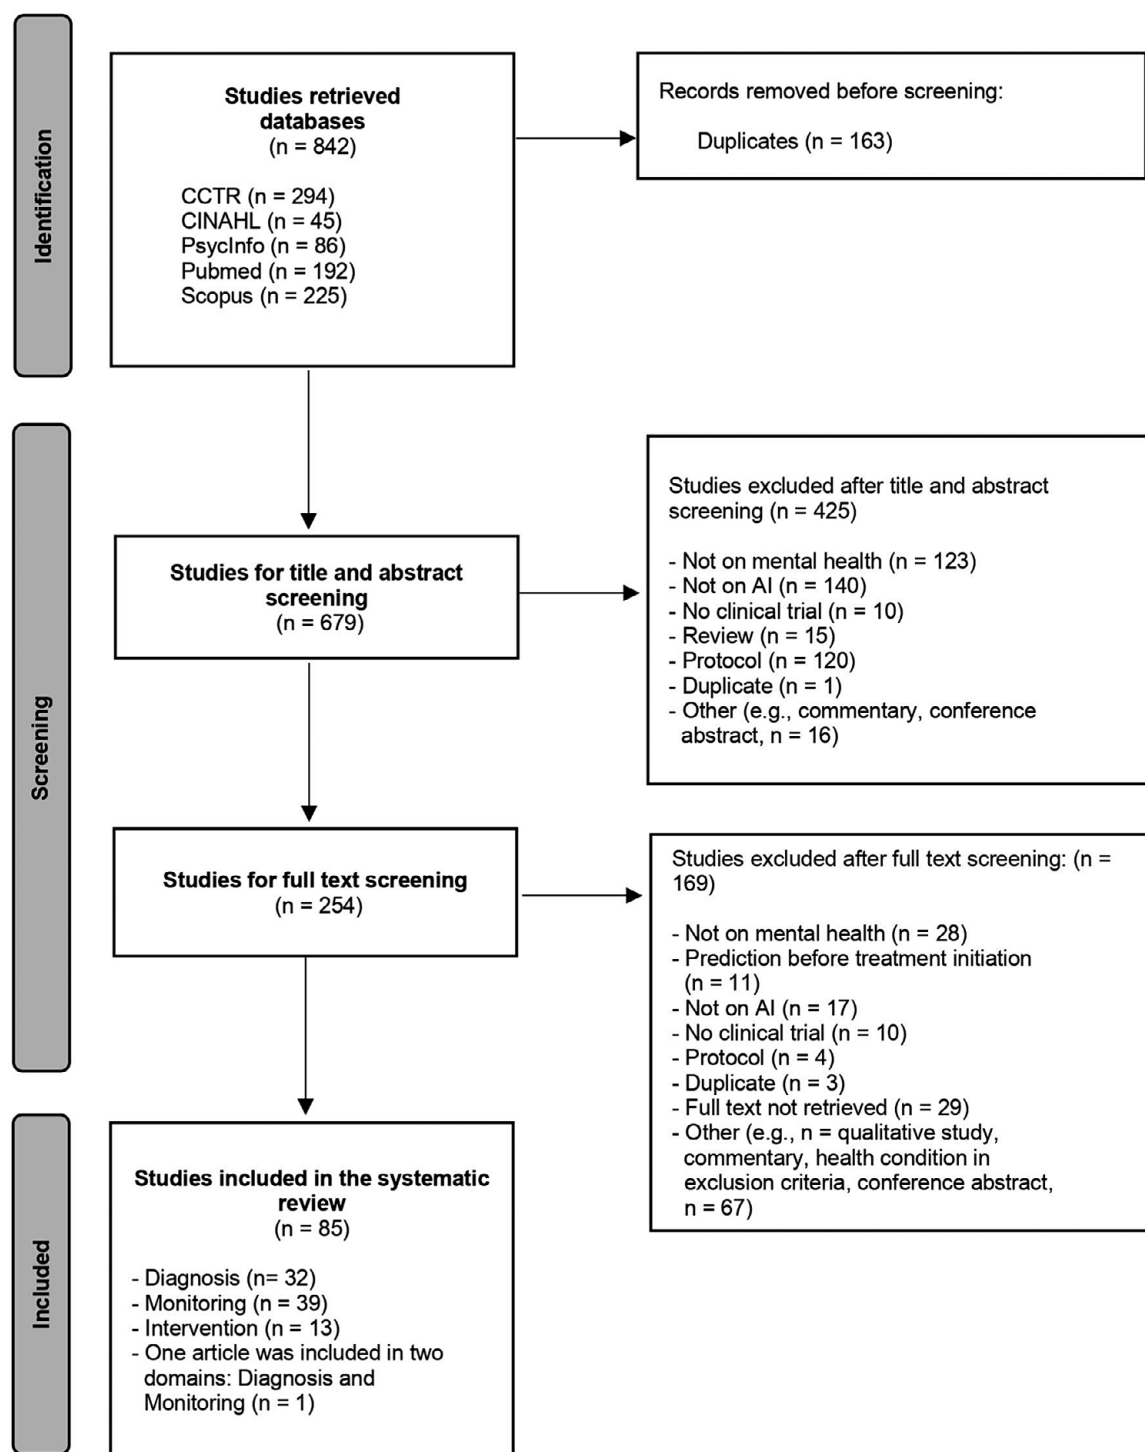 Identification
Studies retrieved
databases
(n = 842)
CCTR (n = 294)
CINAHL (n = 45)
PsycInfo (n = 86)
Pubmed (n = 192)
Scopus (n = 225)
Records removed before screening:
Duplicates (n = 163)
Screening
Studies for title and abstract
screening
(n = 679)
Studies excluded after title and abstract
screening (n = 425)
- Not on mental health (n = 123)
- Not on AI (n = 140)
- No clinical trial (n = 10)
- Review (n = 15)
- Protocol (n = 120)
- Duplicate (n = 1)
- Other (e.g., commentary, conference
abstract, n = 16)
Studies for full text screening
(n = 254)
Studies excluded after full text screening: (n =
169)
- Not on mental health (n = 28)
- Prediction before treatment initiation
(n = 11)
- Not on AI (n = 17)
- No clinical trial (n = 10)
- Protocol (n = 4)
- Duplicate (n = 3)
- Full text not retrieved (n = 29)
- Other (e.g., n = qualitative study,
commentary, health condition in
exclusion criteria, conference abstract,
n = 67)
Included
Studies included in the systematic
review
(n = 85)
- Diagnosis (n= 32)
- Monitoring (n = 39)
- Intervention (n = 13)
- One article was included in two
domains: Diagnosis and
Monitoring (n = 1)